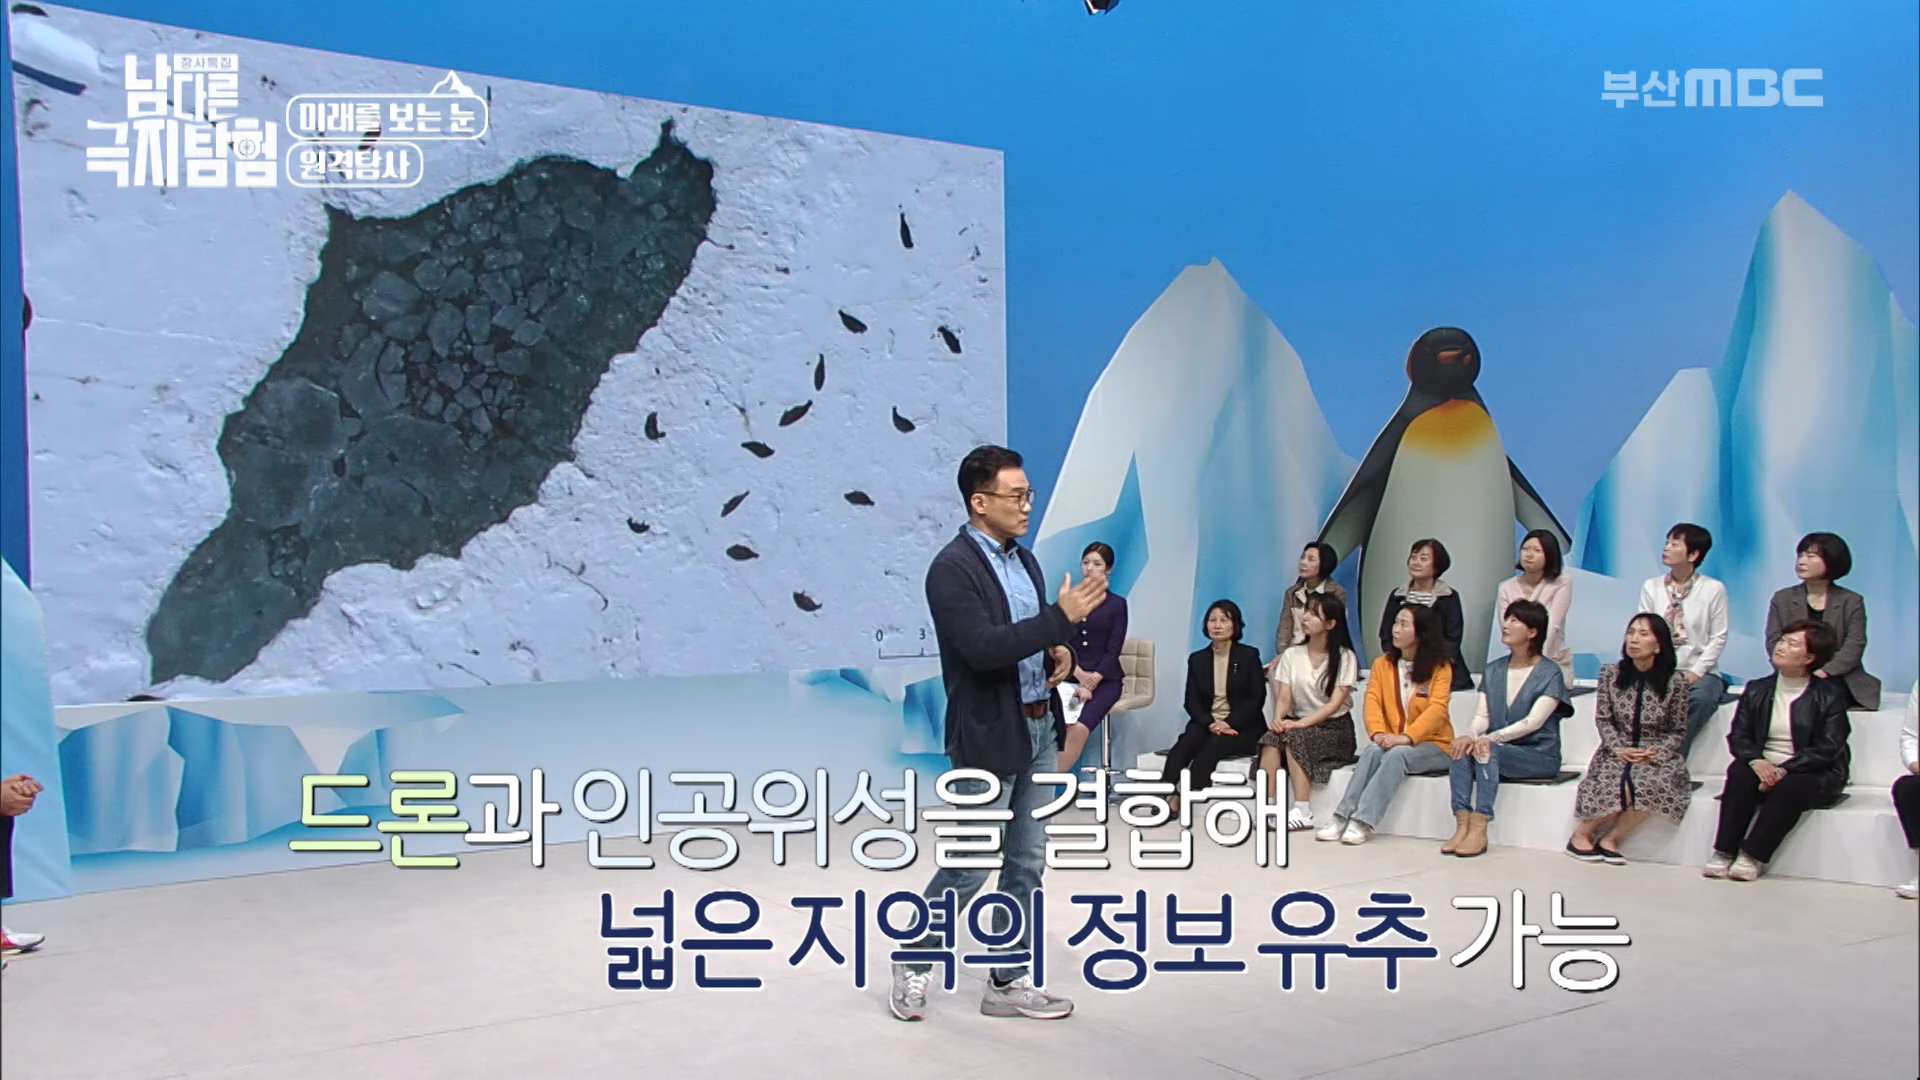 창사특집
남다른
극지탐험
미래를 보는 눈
원격탐사
부산MBC
0 3
드론과 인공위성을 결합해
넓은 지역의 정보 유추 가능